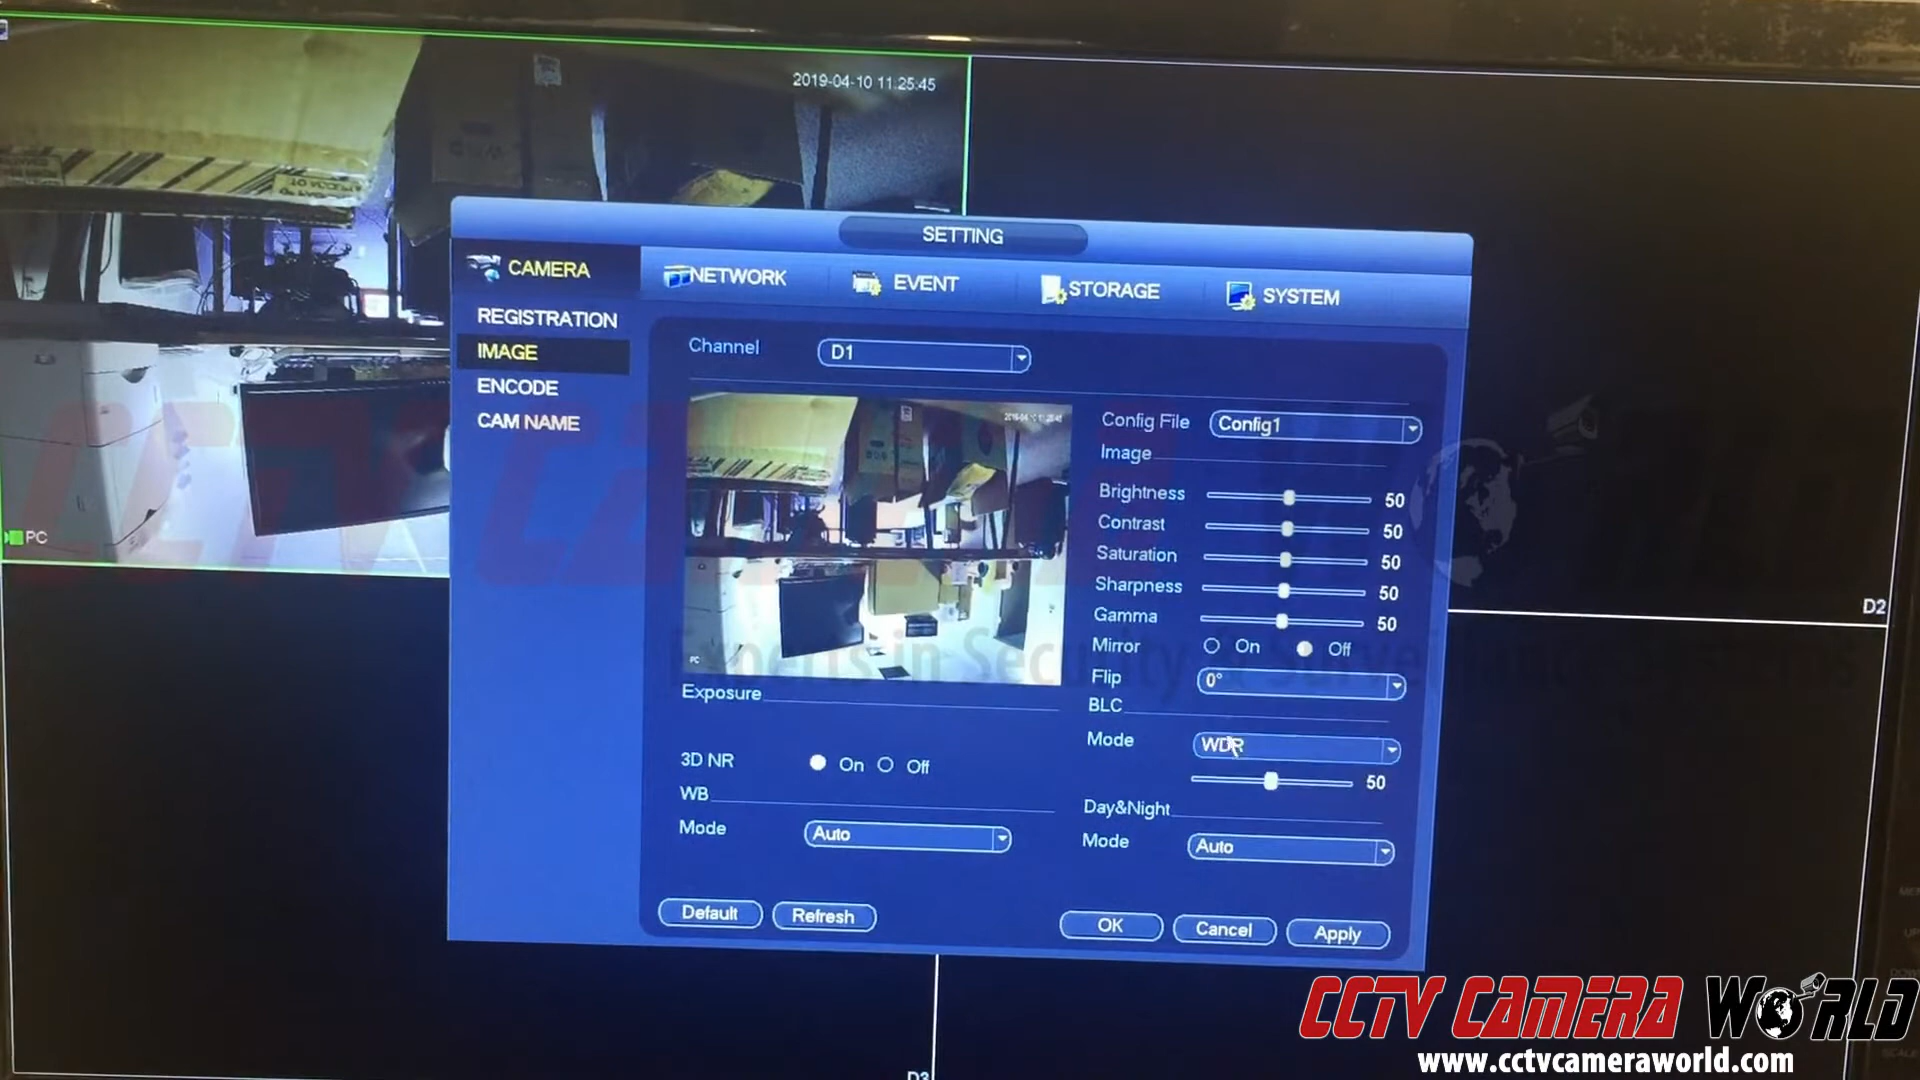 2019-04-10 11:25:45
SETTING
CAMERA
NETWORK
EVENT
STORAGE
SYSTEM
REGISTRATION
IMAGE
ENCODE
CAM NAME
Channel
D1
Config File
Config1
Image
Brightness
50
Contrast
50
Saturation
50
Sharpness
50
Gamma
50
Mirror
On
Off
Flip
0°
BLC
Mode
WDR
50
Day&Night
Mode
Auto
PC
PC
Exposure
3D NR
On
Off
WB
Mode
Auto
Default
Refresh
OK
Cancel
Apply
D2
D3
CCTV CAMERA WORLD
www.cctvcameraworld.com